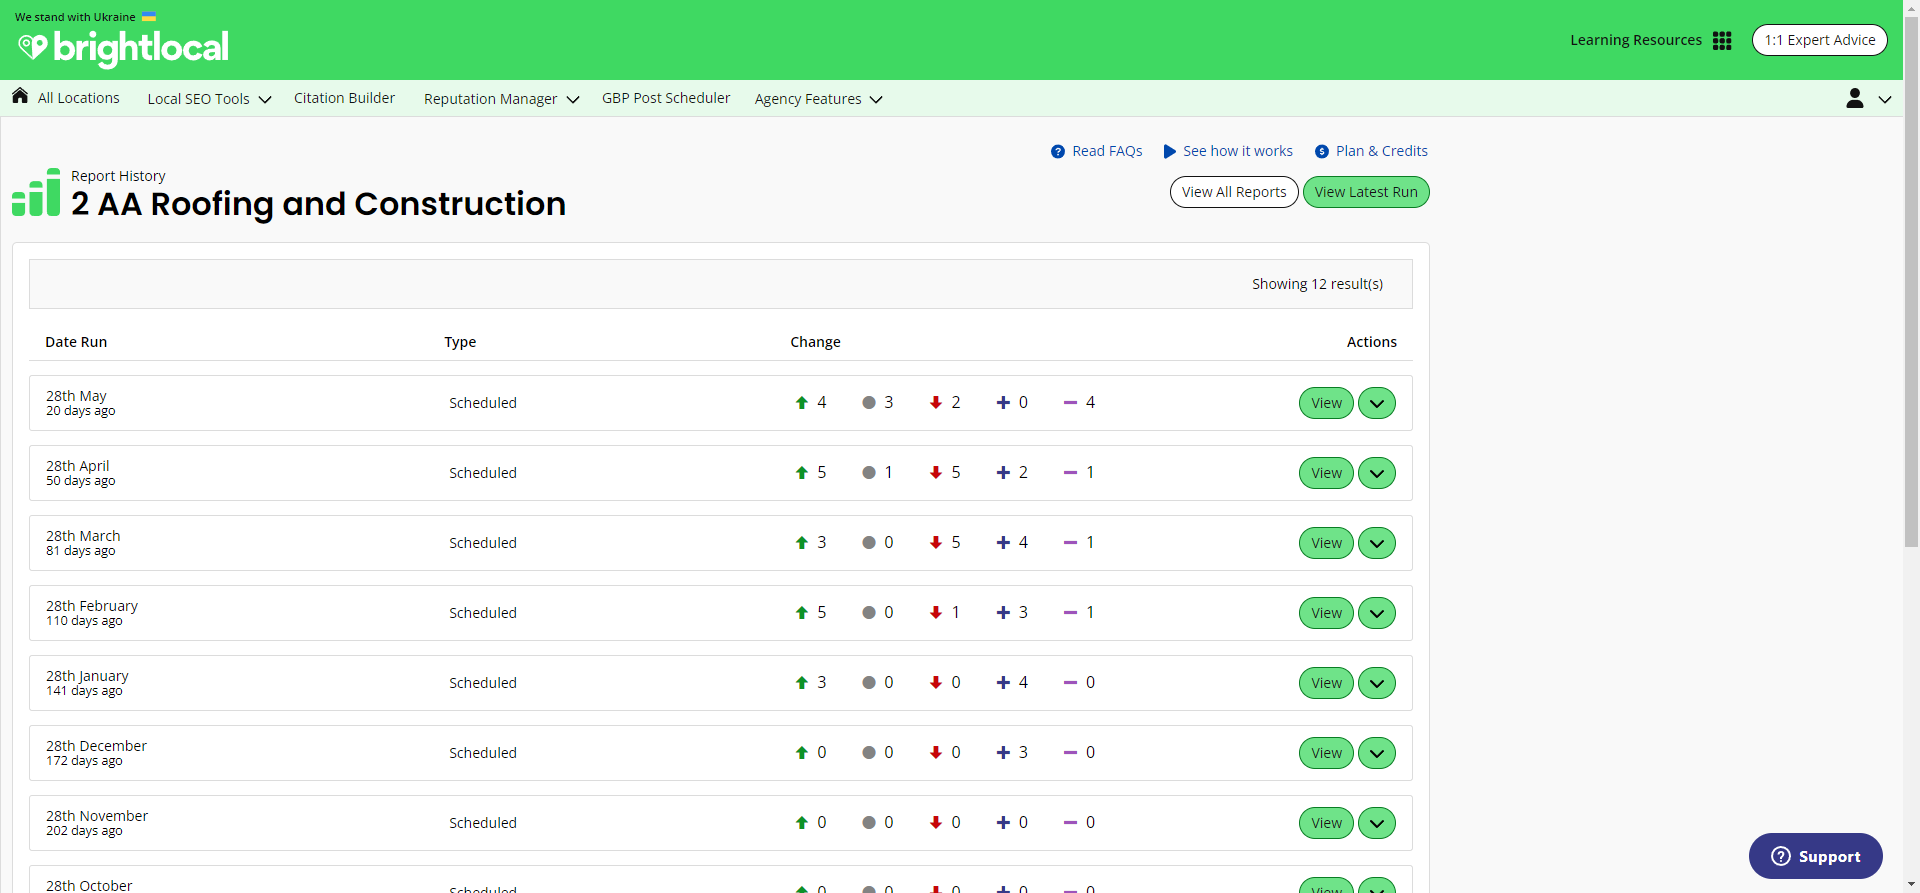 We stand with Ukraine
brightlocal
Learning Resources
1:1 Expert Advice
All Locations Local SEO Tools Citation Builder Reputation Manager GBP Post Scheduler Agency Features
Read FAQs See how it works Plan & Credits
Report History
2 AA Roofing and Construction
View All Reports View Latest Run
Showing 12 result(s)
Date Run Type Change Actions
28th May
20 days ago
Scheduled 4 3 2 0 4 View
28th April
50 days ago
Scheduled 5 1 5 2 1 View
28th March
81 days ago
Scheduled 3 0 5 4 1 View
28th February
110 days ago
Scheduled 5 0 1 3 1 View
28th January
141 days ago
Scheduled 3 0 0 4 0 View
28th December
172 days ago
Scheduled 0 0 0 3 0 View
28th November
202 days ago
Scheduled 0 0 0 0 0 View
28th October
Scheduled 0 0 0 0 0 View
Support